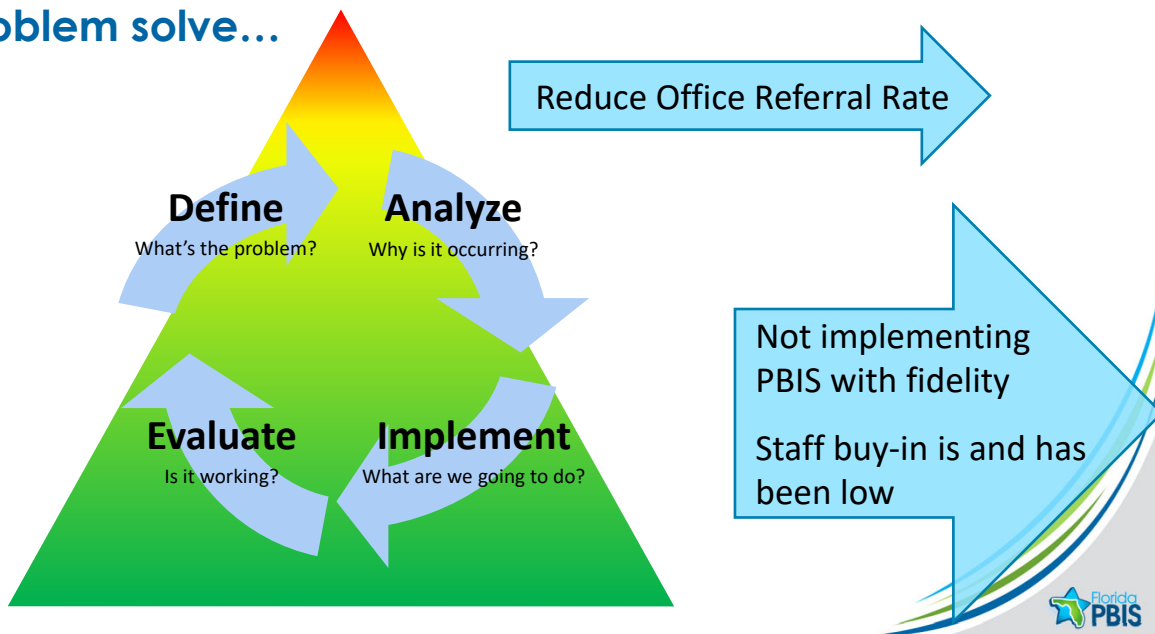 oblem solve…
Reduce Office Referral Rate
Define
What's the problem?
Analyze
Why is it occurring?
Not implementing
PBIS with fidelity
Staff buy-in is and has
been low
Evaluate
Is it working?
Implement
What are we going to do?
Florida
PBIS